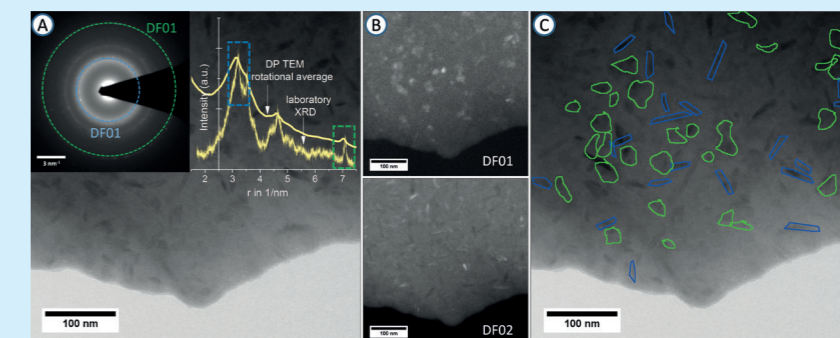 A
DF01
DF01
3 nm⁻¹
Intensity (a.u.)
DP TEM
rotational average
laboratory
XRD
2 3 4 5 6 7
r in 1/nm
100 nm
B
100 nm
DF01
100 nm
DF02
C
100 nm